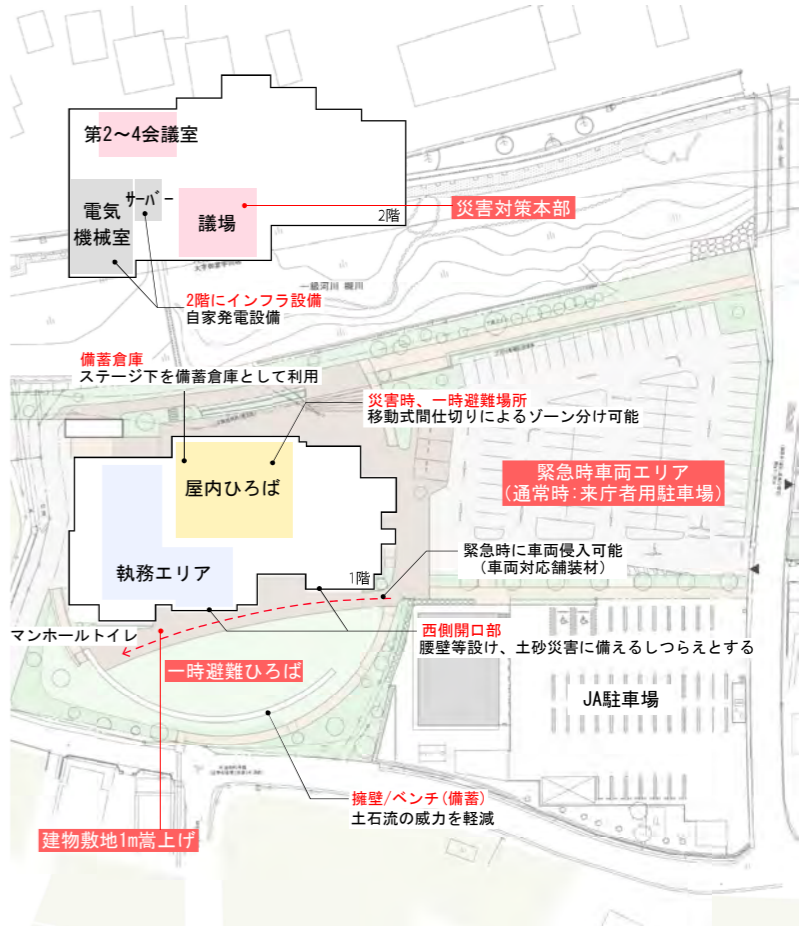 第2～4会議室
サーバー
電気
機械室
議場
2階
災害対策本部
一級河川 槻川
2階にインフラ設備
自家発電設備
備蓄倉庫
ステージ下を備蓄倉庫として利用
災害時、一時避難場所
移動式間仕切りによるゾーン分け可能
屋内ひろば
緊急時車両エリア
(通常時:来庁者用駐車場)
執務エリア
1階
緊急時に車両侵入可能
(車両対応舗装材)
マンホールトイレ
西側開口部
腰壁等設け、土砂災害に備えるしつらえとする
一時避難ひろば
JA駐車場
擁壁/ベンチ(備蓄)
土石流の威力を軽減
建物敷地1m嵩上げ